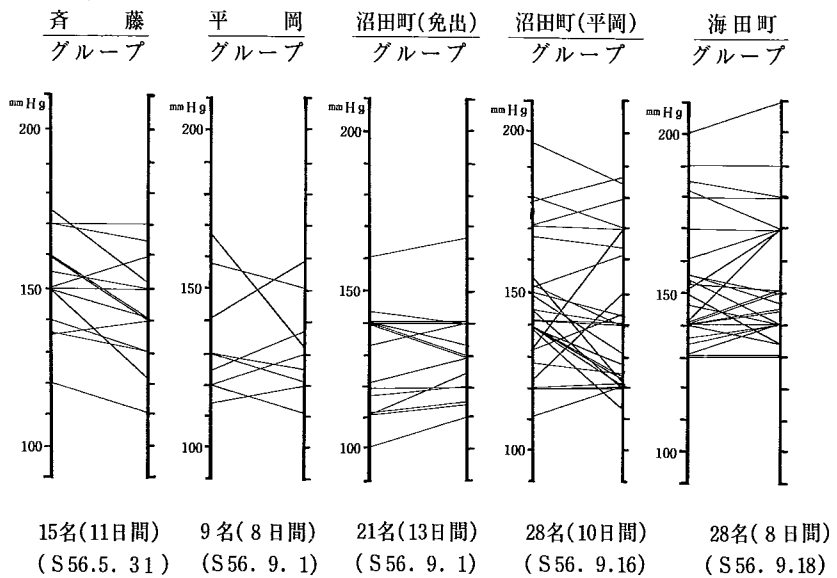 斉藤 平岡 沼田町(免出) 沼田町(平岡) 海田町
グループ グループ グループ グループ グループ
mmHg mmHg mmHg mmHg mmHg
200 200 200 200 200
150 150 150 150 150
100 100 100 100 100
15名(11日間) 9名(8日間) 21名(13日間) 28名(10日間) 28名(8日間)
(S56.5.31) (S56.9.1) (S56.9.1) (S56.9.16) (S56.9.18)